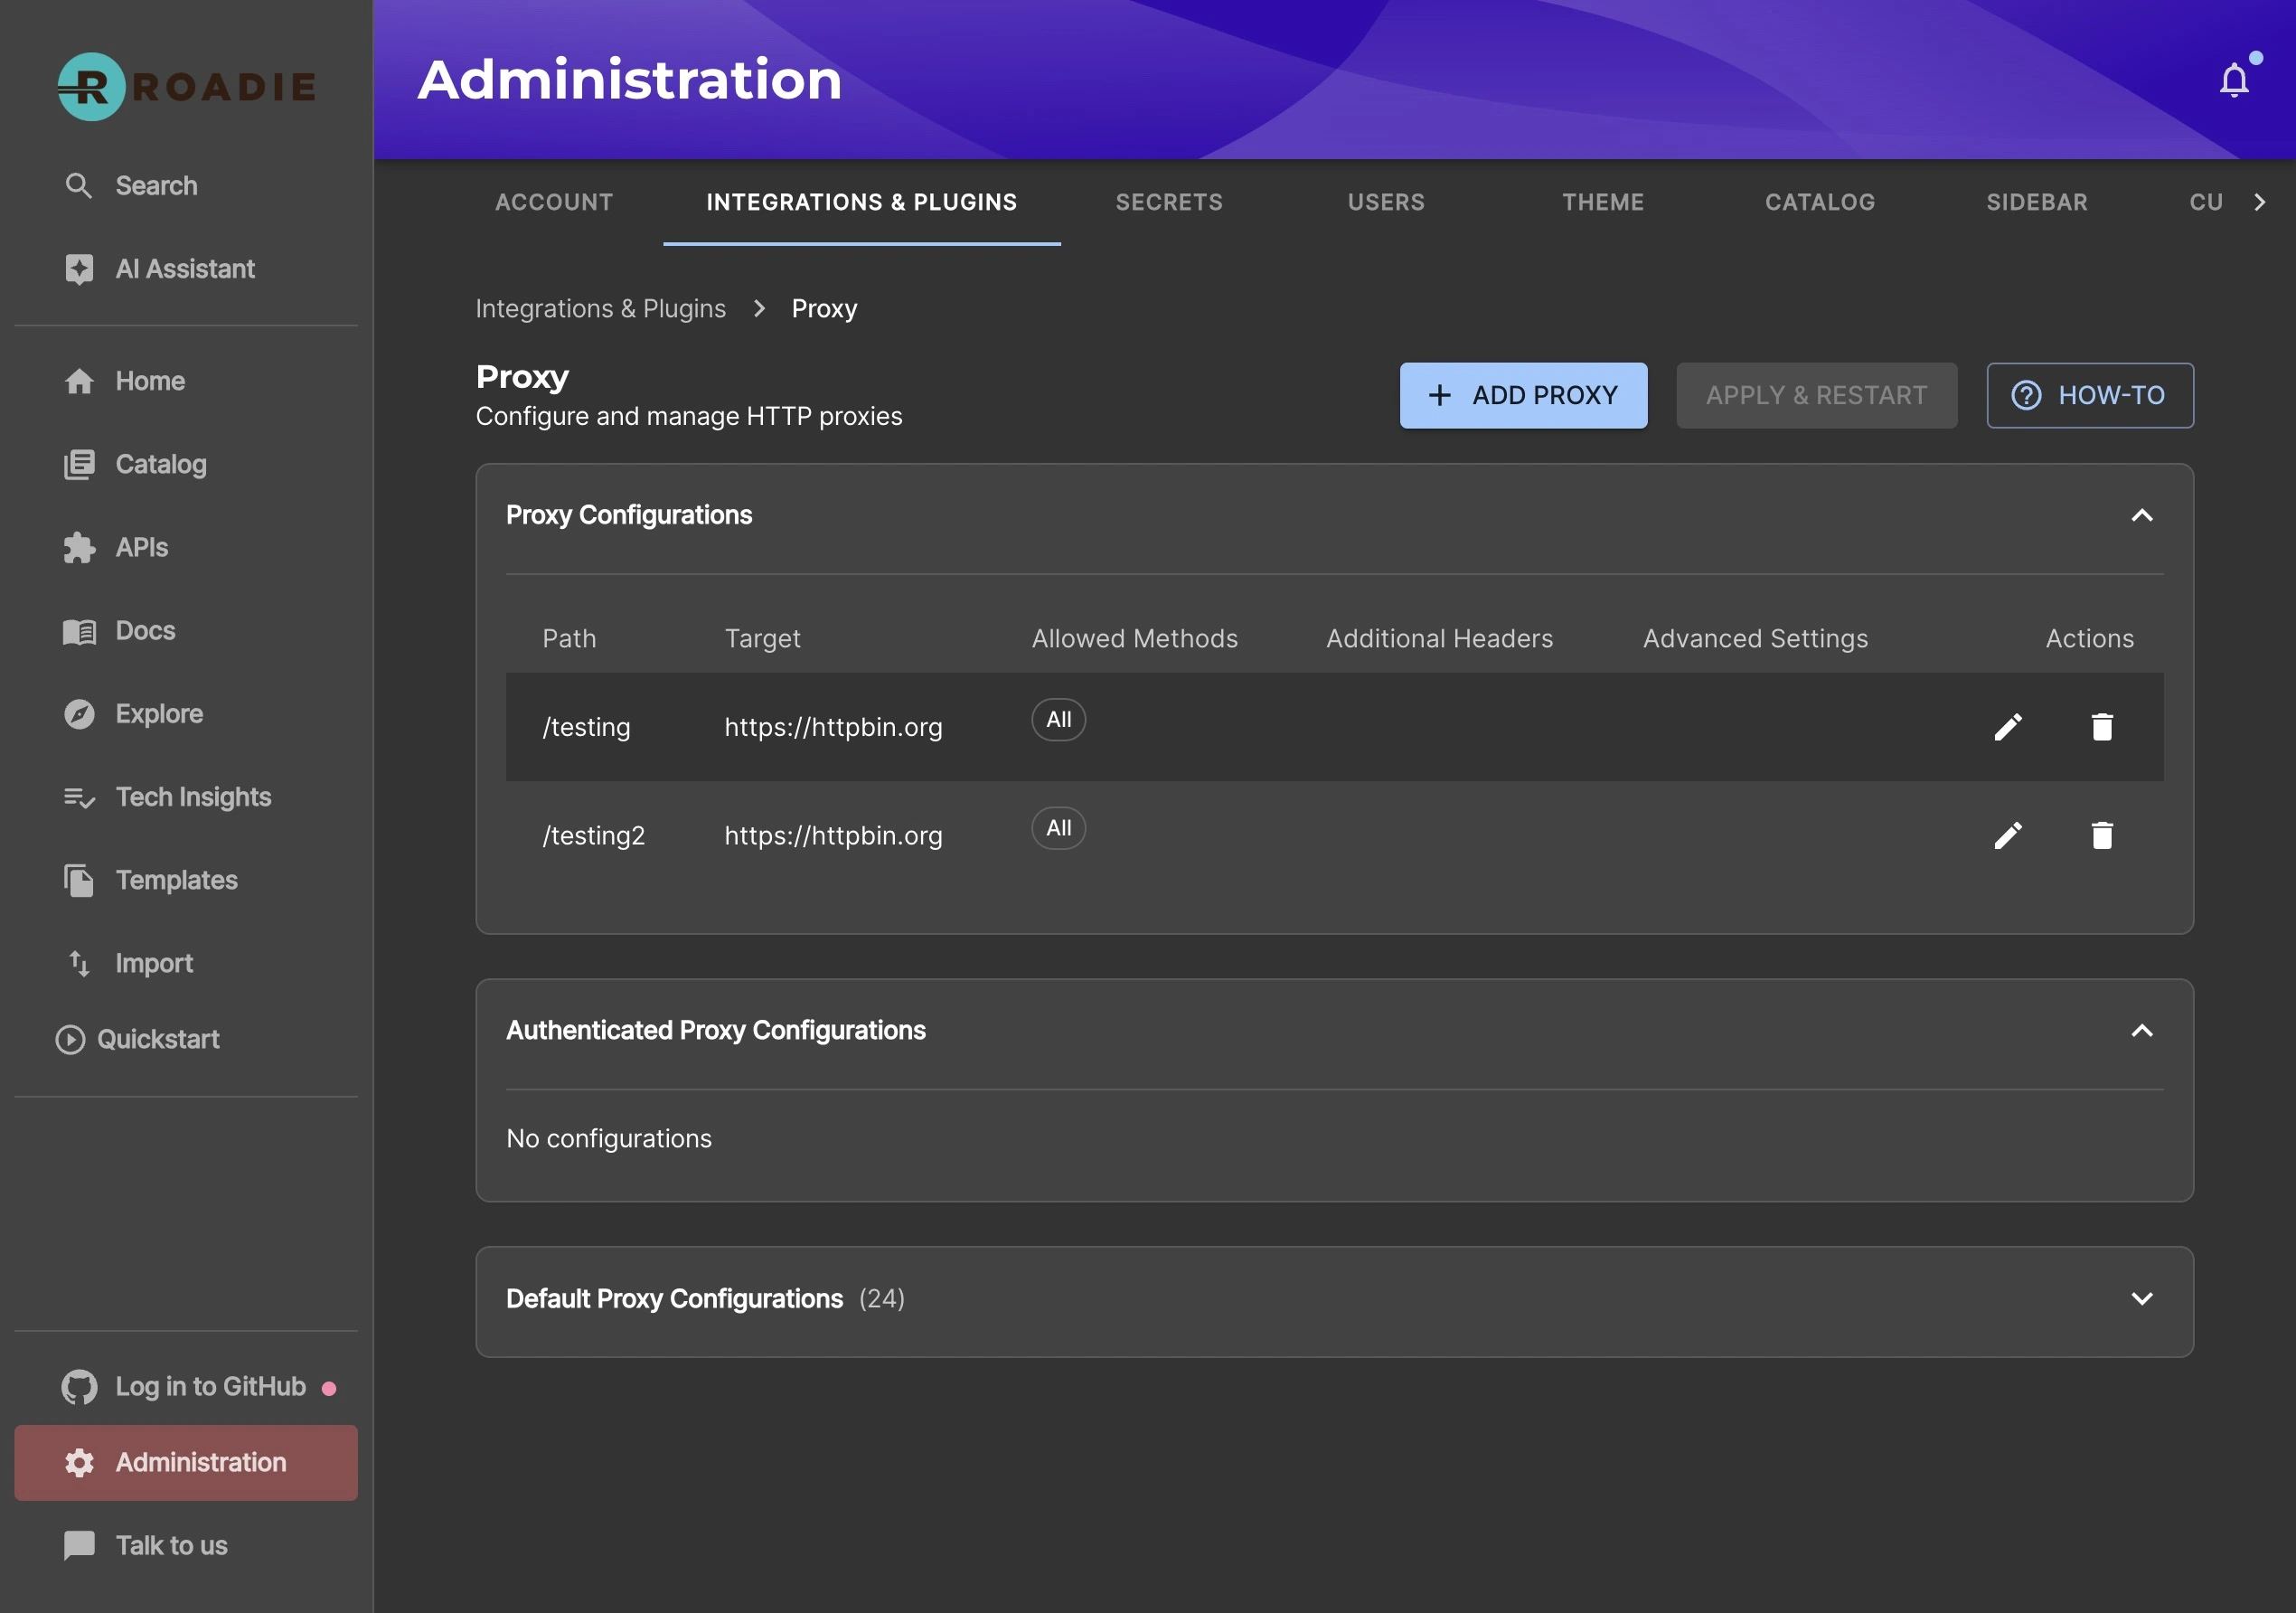 ROADIE
Search
AI Assistant
Home
Catalog
APIs
Docs
Explore
Tech Insights
Templates
Import
Quickstart
Log in to GitHub
Administration
Talk to us
Administration
ACCOUNT INTEGRATIONS & PLUGINS SECRETS USERS THEME CATALOG SIDEBAR CU
Integrations & Plugins Proxy
Proxy
Configure and manage HTTP proxies
ADD PROXY APPLY & RESTART HOW-TO
Proxy Configurations
Path Target Allowed Methods Additional Headers Advanced Settings Actions
/testing https://httpbin.org All
/testing2 https://httpbin.org All
Authenticated Proxy Configurations
No configurations
Default Proxy Configurations (24)